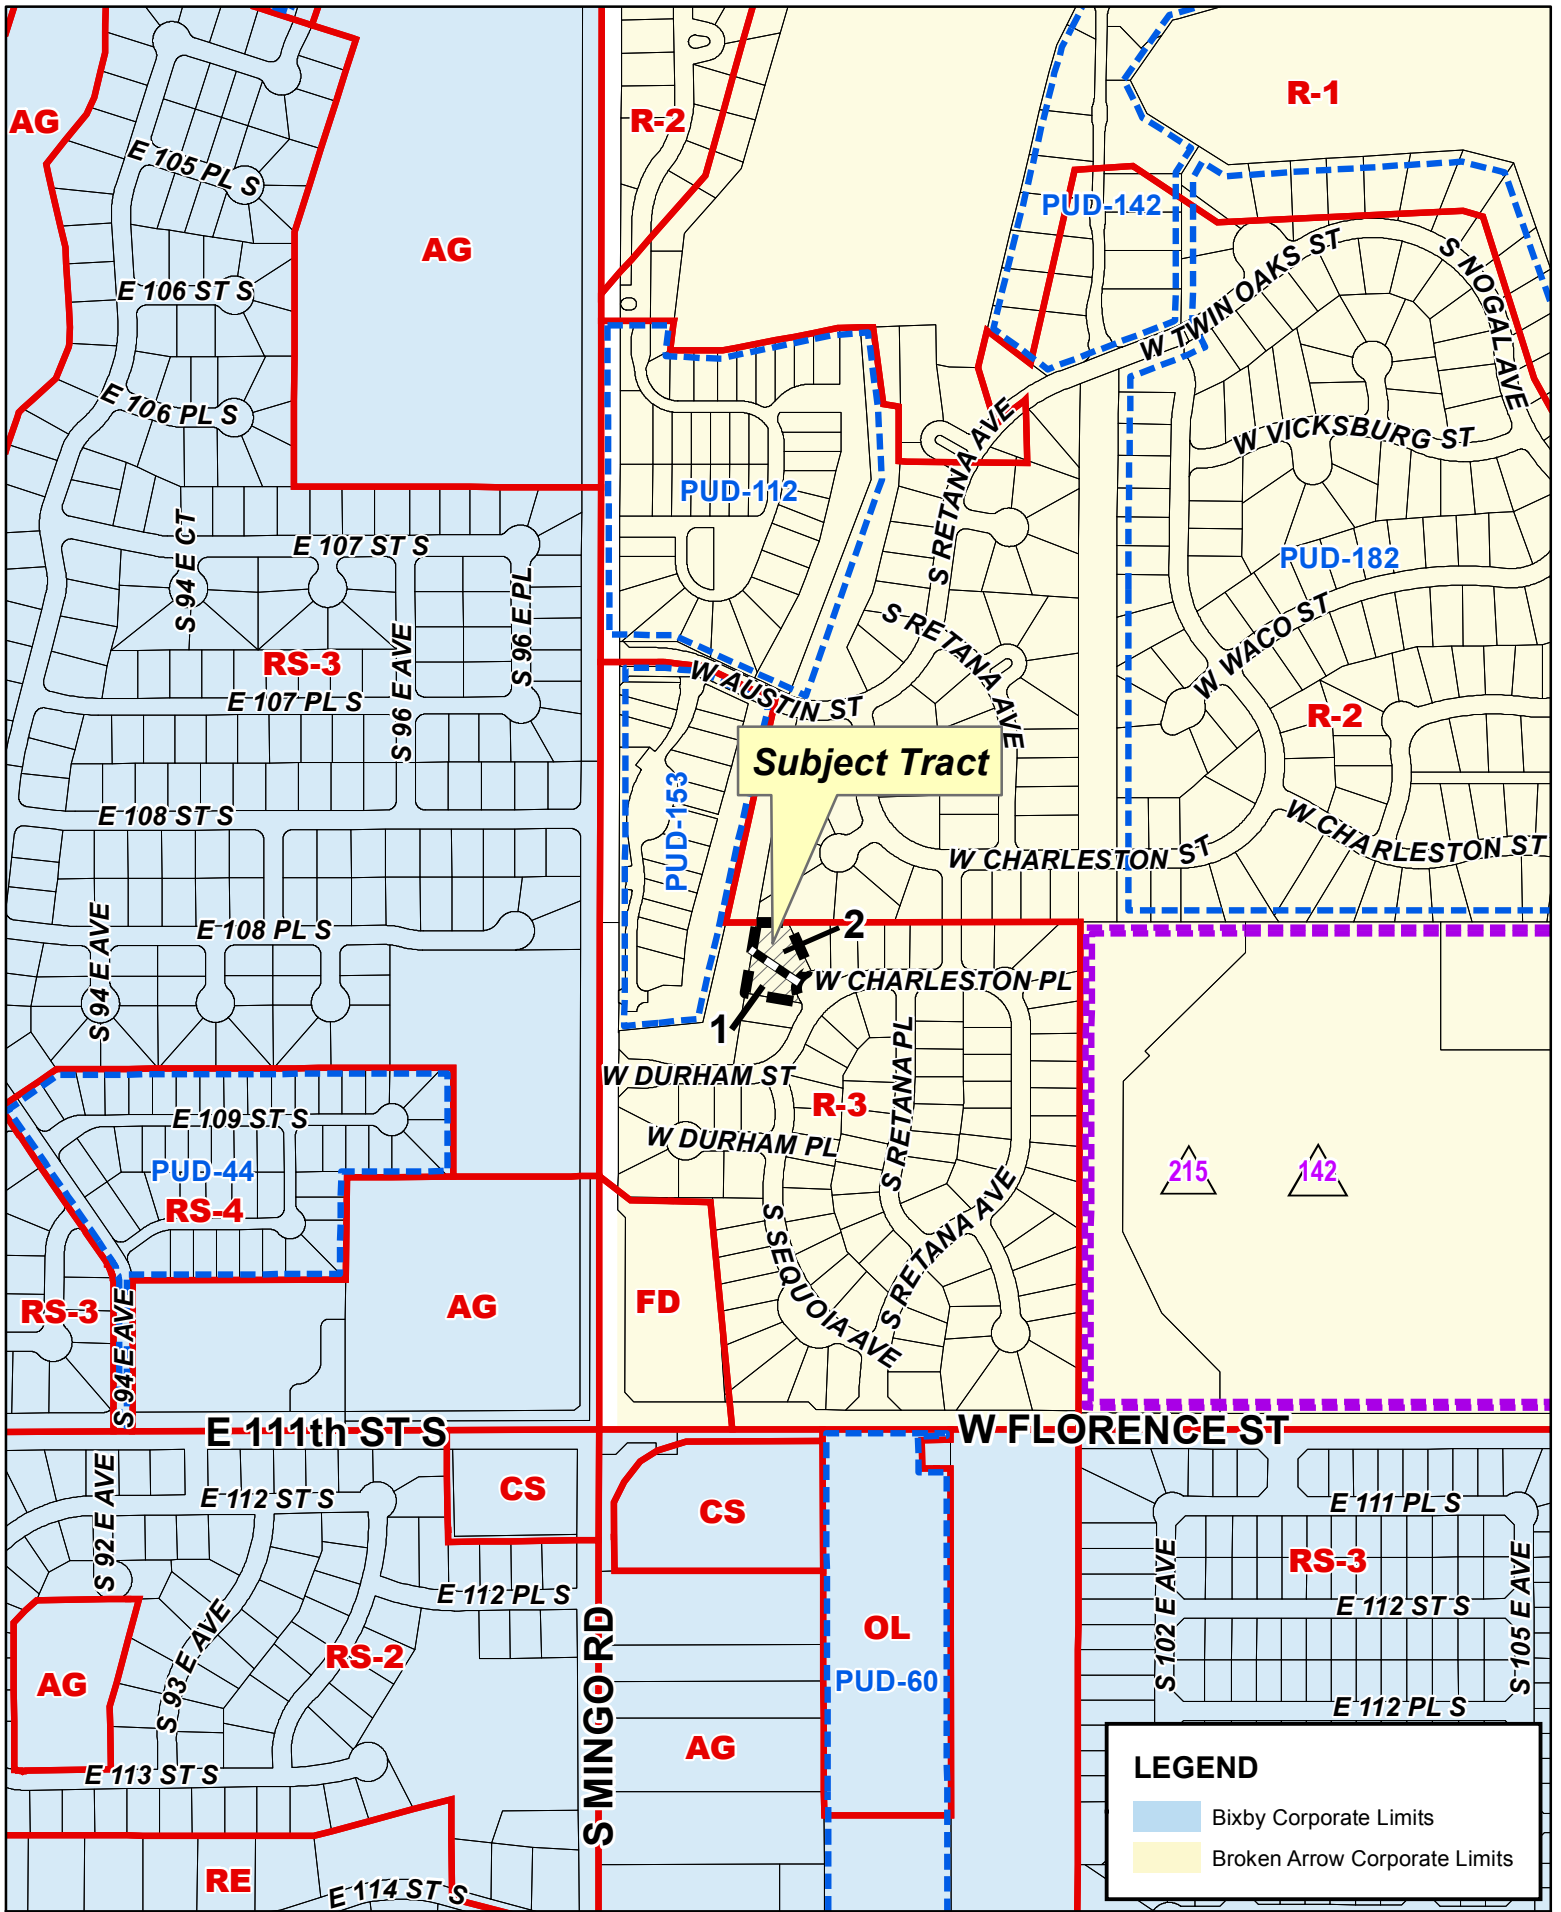 AG
R-2
R-1
E 105 PL S
PUD-142
AG
E 106 ST S
W TWIN OAKS ST
S NOGAL AVE
E 106 PL S
S RETANA AVE
W VICKSBURG ST
PUD-112
S 94 E CT
E 107 ST S
PUD-182
S 96 E PL
S RETANA AVE
W WACO ST
RS-3
S 96 E AVE
W AUSTIN ST
E 107 PL S
R-2
Subject Tract
PUD-153
E 108 ST S
W CHARLESTON ST
W CHARLESTON ST
S 94 E AVE
E 108 PL S
2
W CHARLESTON PL
1
W DURHAM ST
S RETANA PL
R-3
E 109 ST S
W DURHAM PL
PUD-44
215
142
RS-4
S SEQUOIA AVE
S RETANA AVE
RS-3
S 94 E AVE
AG
FD
E 111th ST S
W FLORENCE ST
S 92 E AVE
E 112 ST S
CS
CS
E 111 PL S
RS-3
S 102 E AVE
S 105 E AVE
E 112 PL S
E 112 ST S
S 93 E AVE
RS-2
S MINGO RD
OL
AG
PUD-60
E 112 PL S
AG
E 113 ST S
RE
E 114 ST S
LEGEND
Bixby Corporate Limits
Broken Arrow Corporate Limits